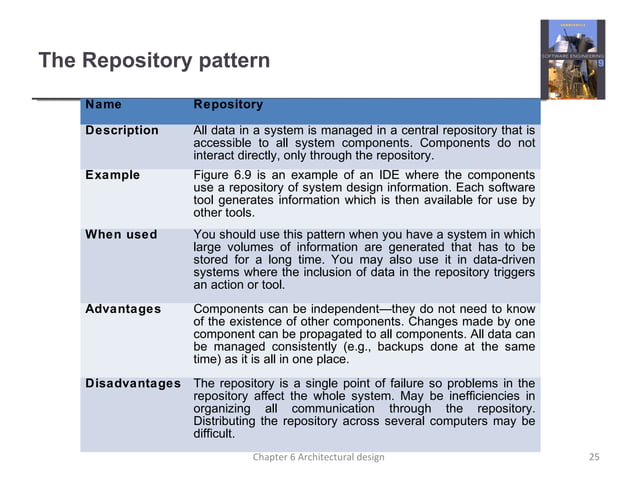 The Repository pattern
SOMMERVILLE
SOFTWARE ENGINEERING
9
Name Repository
Description All data in a system is managed in a central repository that is
accessible to all system components. Components do not
interact directly, only through the repository.
Example Figure 6.9 is an example of an IDE where the components
use a repository of system design information. Each software
tool generates information which is then available for use by
other tools.
When used You should use this pattern when you have a system in which
large volumes of information are generated that has to be
stored for a long time. You may also use it in data-driven
systems where the inclusion of data in the repository triggers
an action or tool.
Advantages Components can be independent—they do not need to know
of the existence of other components. Changes made by one
component can be propagated to all components. All data can
be managed consistently (e.g., backups done at the same
time) as it is all in one place.
Disadvantages The repository is a single point of failure so problems in the
repository affect the whole system. May be inefficiencies in
organizing all communication through the repository.
Distributing the repository across several computers may be
difficult.
Chapter 6 Architectural design 25